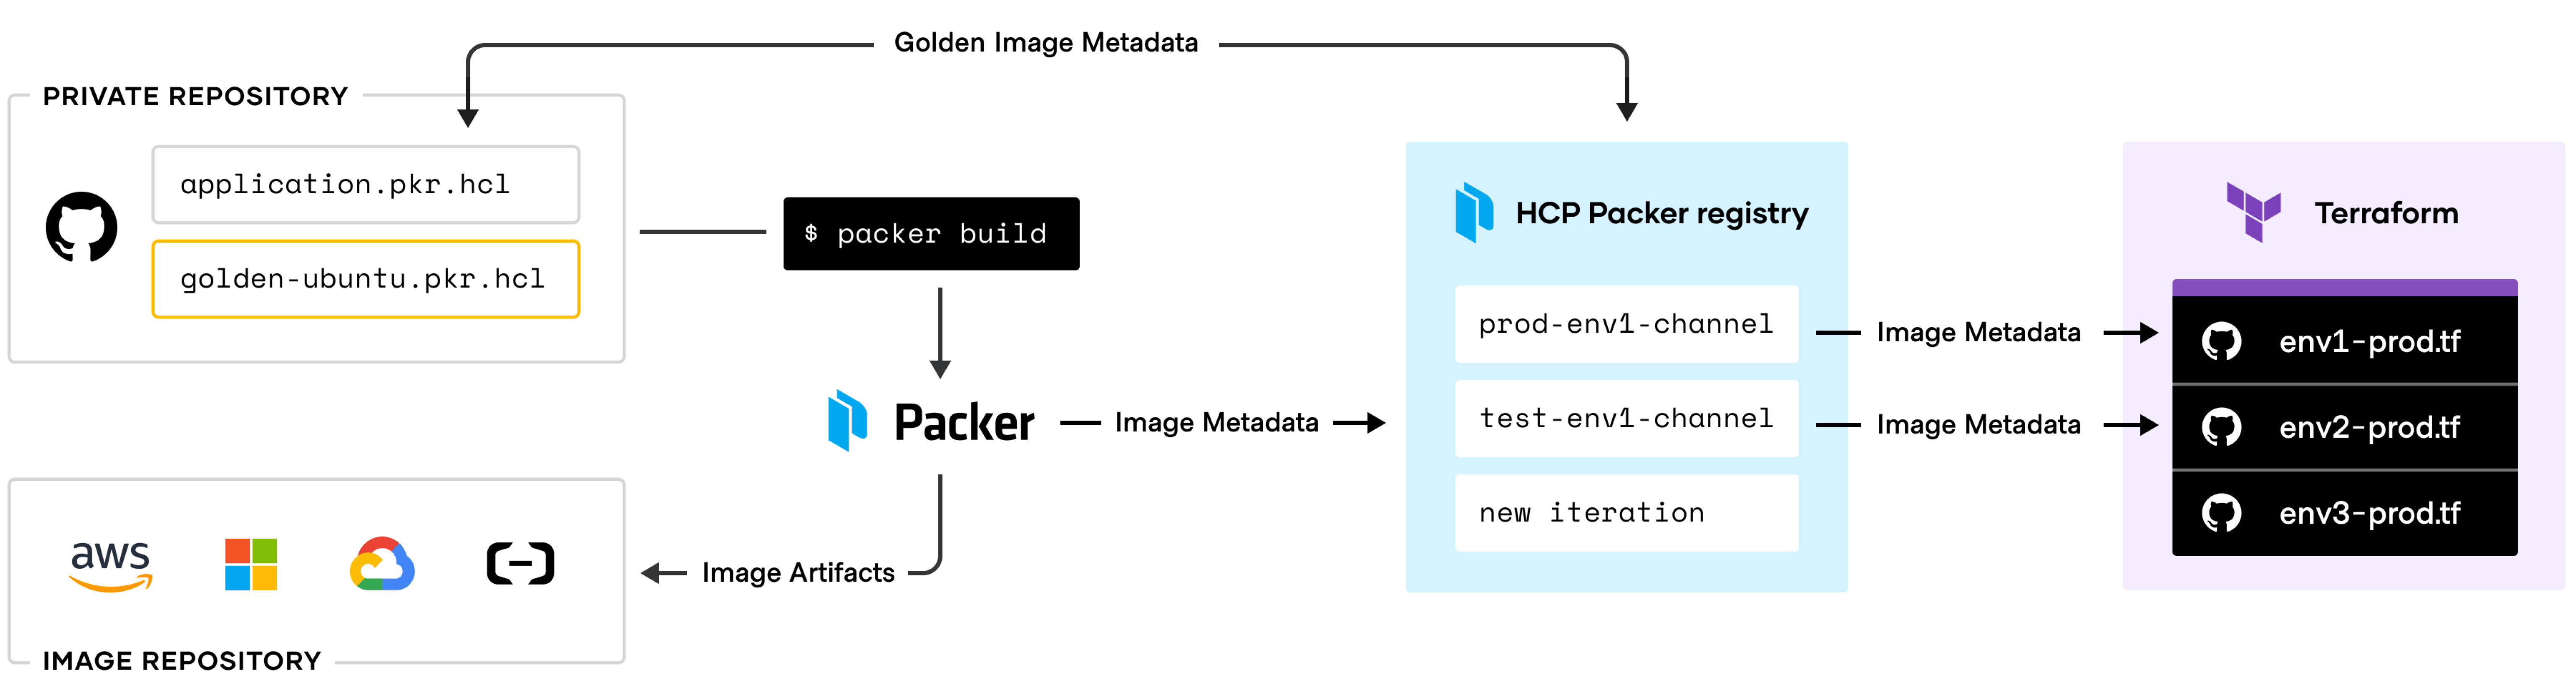 Golden Image Metadata
PRIVATE REPOSITORY
application.pkr.hcl
golden-ubuntu.pkr.hcl
$ packer build
Packer
Image Metadata
Image Artifacts
aws
IMAGE REPOSITORY
HCP Packer registry
prod-env1-channel
test-env1-channel
new iteration
Image Metadata
Image Metadata
Terraform
env1-prod.tf
env2-prod.tf
env3-prod.tf